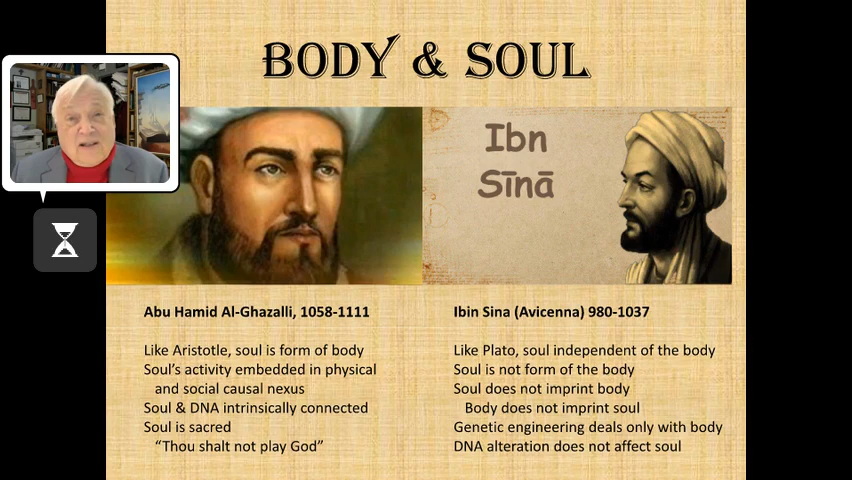 BODY & SOUL
Ibn
Sīnā
Abu Hamid Al-Ghazalli, 1058-1111
Like Aristotle, soul is form of body
Soul's activity embedded in physical
and social causal nexus
Soul & DNA intrinsically connected
Soul is sacred
“Thou shalt not play God”
Ibin Sina (Avicenna) 980-1037
Like Plato, soul independent of the body
Soul is not form of the body
Soul does not imprint body
Body does not imprint soul
Genetic engineering deals only with body
DNA alteration does not affect soul